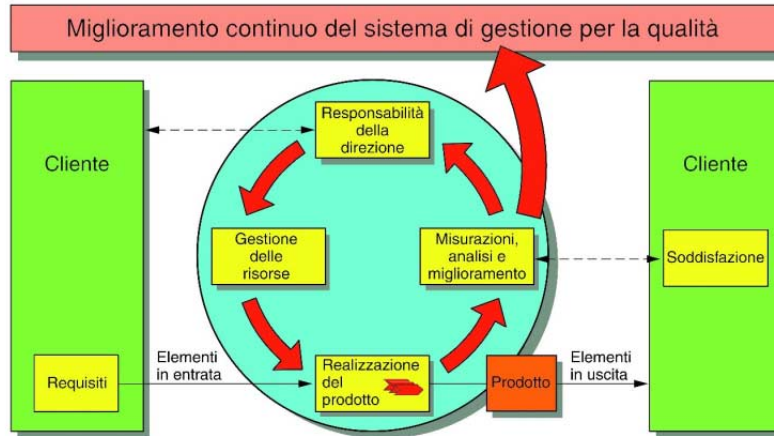 Miglioramento continuo del sistema di gestione per la qualità
Cliente
Responsabilità
della
direzione
Cliente
Gestione
delle
risorse
Misurazioni,
analisi e
miglioramento
Soddisfazione
Requisiti
Elementi
in entrata
Realizzazione
del
prodotto
Prodotto
Elementi
in uscita